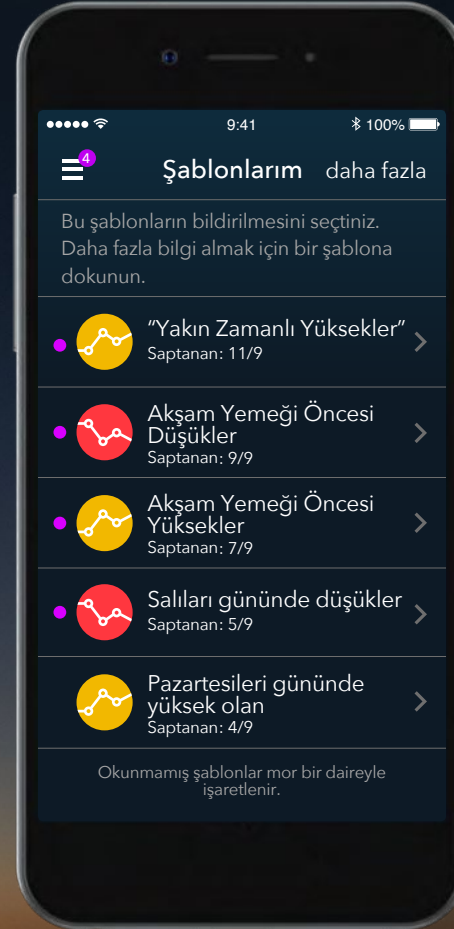 9:41
100%
4
Şablonlarım
daha fazla
Bu şablonların bildirilmesini seçtiniz.
Daha fazla bilgi almak için bir şablona
dokunun.
“Yakın Zamanlı Yüksekler”
Saptanan: 11/9
Akşam Yemeği Öncesi
Düşükler
Saptanan: 9/9
Akşam Yemeği Öncesi
Yüksekler
Saptanan: 7/9
Salıları gününde düşükler
Saptanan: 5/9
Pazartesileri gününde
yüksek olan
Saptanan: 4/9
Okunmamış şablonlar mor bir daireyle
işaretlenir.